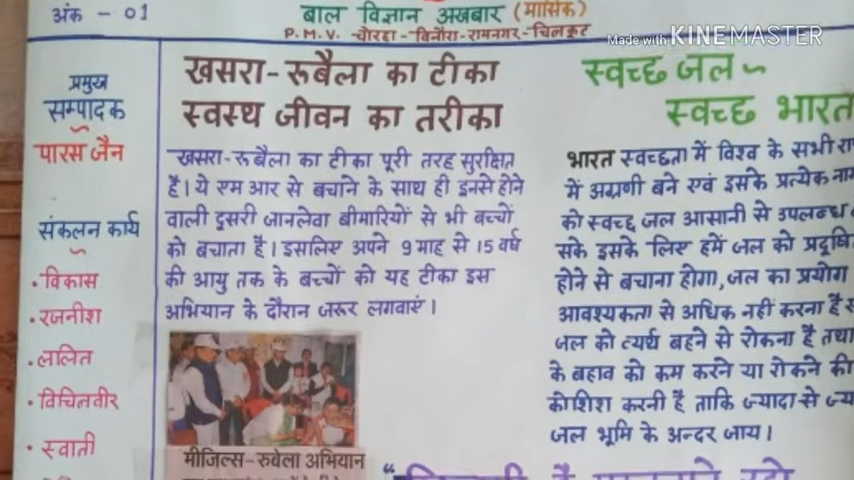 अंक - 01
बाल विज्ञान अखबार (मासिक)
P.M.V. चौरहा-विनौरा-रामनगर-चित्रकूट
Made with KINEMASTER
प्रमुख
सम्पादक
पारस जैन
संकलन कार्य
• विकास
• रजनीश
• ललित
• विचित्रवीर
• स्वाती
खसरा-रूबैला का टीका
स्वस्थ जीवन का तरीका
खसरा-रूबैला का टीका पूरी तरह सुरक्षित
है। ये एम आर से बचाने के साथ ही इनसे होने
वाली दूसरी जानलेवा बीमारियों से भी बच्चों
को बचाता है। इसलिए अपने 9 माह से 15 वर्ष
की आयु तक के बच्चों को यह टीका इस
अभियान के दौरान जरूर लगवाएं।
मीजिल्स-रुबेला अभियान
स्वच्छ जल ~
स्वच्छ भारत
भारत स्वच्छता में विश्व के सभी
में अग्रणी बने एवं इसके प्रत्येक
को स्वच्छ जल आसानी से उपलब्ध
सके इसके लिए हमें जल को
होने से बचाना होगा, जल का प्रयोग
आवश्यकता से अधिक नहीं करना है
जल को व्यर्थ बहने से रोकना है तथा
के बहाव को कम करने या रोकने की
कोशिश करनी है ताकि ज्यादा से
जल भूमि के अन्दर जाय।